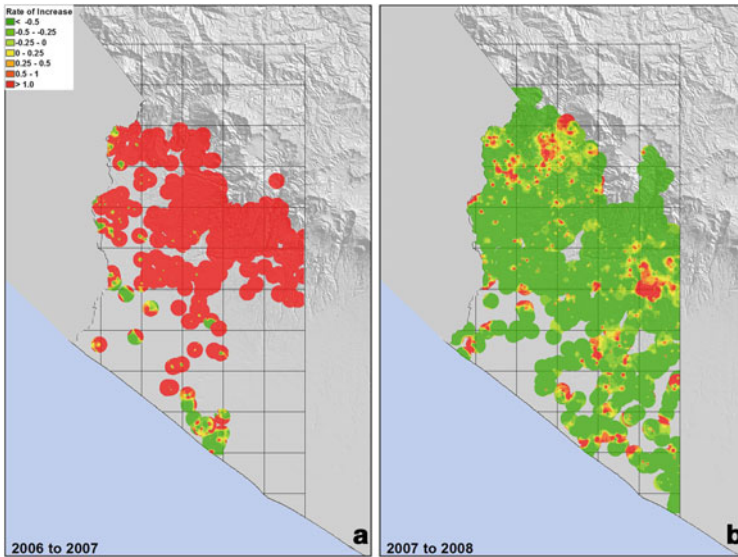 Rate of Increase
< -0.5
-0.5 - -0.25
-0.25 - 0
0 - 0.25
0.25 - 0.5
0.5 - 1
> 1.0
2006 to 2007
a
2007 to 2008
b